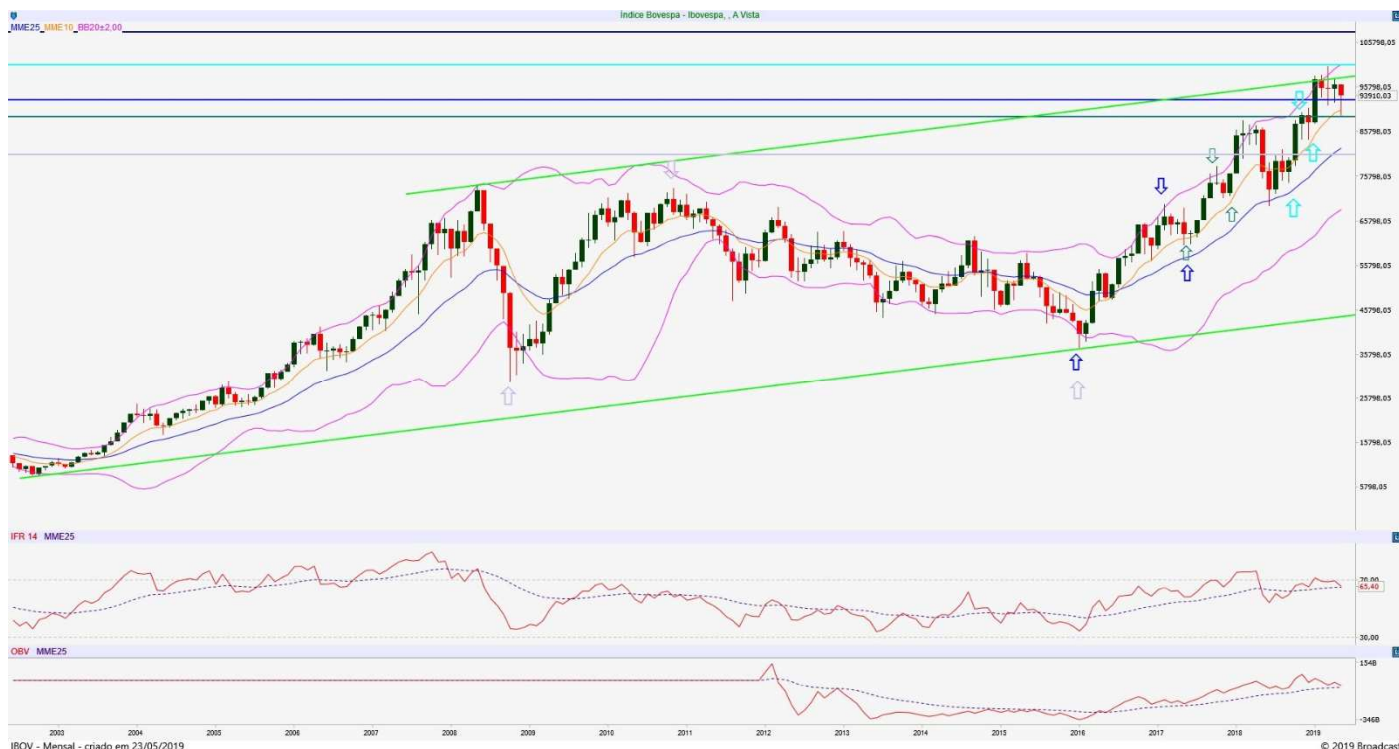 Índice Bovespa - Ibovespa, , A Vista
MME25 MME10 BB20±2,00
105798,05
95798,05
93910,03
85798,05
75798,05
65798,05
55798,05
45798,05
35798,05
25798,05
15798,05
5798,05
IFR 14 MME25
70,00
65,40
30,00
OBV MME25
154B
-346B
2003 2004 2005 2006 2007 2008 2009 2010 2011 2012 2013 2014 2015 2016 2017 2018 2019
IBOV - Mensal - criado em 23/05/2019
© 2019 Broadcast